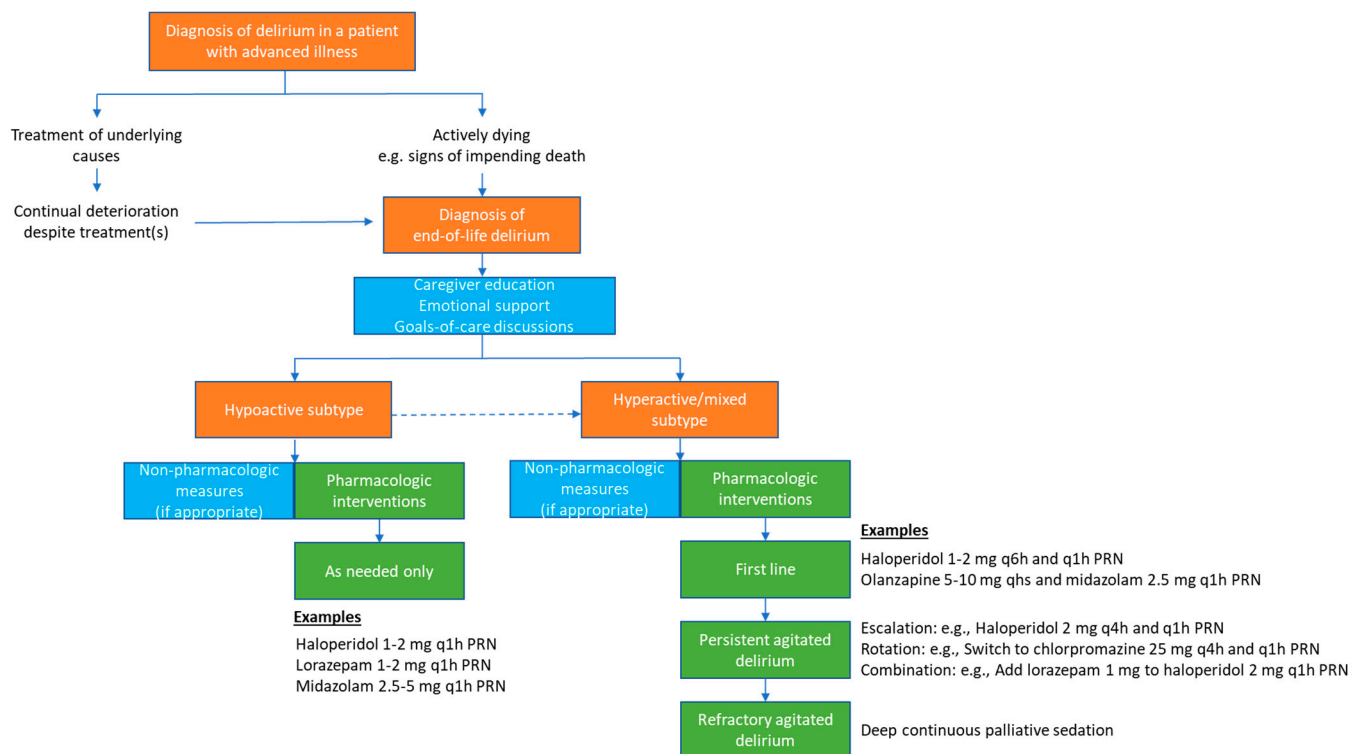 Diagnosis of delirium in a patient
with advanced illness
Treatment of underlying
causes
Actively dying
e.g. signs of impending death
Continual deterioration
despite treatment(s)
Diagnosis of
end-of-life delirium
Caregiver education
Emotional support
Goals-of-care discussions
Hypoactive subtype
Hyperactive/mixed
subtype
Non-pharmacologic
measures
(if appropriate)
Pharmacologic
interventions
Non-pharmacologic
measures
(if appropriate)
Pharmacologic
interventions
As needed only
Examples
Haloperidol 1-2 mg q1h PRN
Lorazepam 1-2 mg q1h PRN
Midazolam 2.5-5 mg q1h PRN
First line
Examples
Haloperidol 1-2 mg q6h and q1h PRN
Olanzapine 5-10 mg qhs and midazolam 2.5 mg q1h PRN
Persistent agitated
delirium
Escalation: e.g., Haloperidol 2 mg q4h and q1h PRN
Rotation: e.g., Switch to chlorpromazine 25 mg q4h and q1h PRN
Combination: e.g., Add lorazepam 1 mg to haloperidol 2 mg q1h PRN
Refractory agitated
delirium
Deep continuous palliative sedation